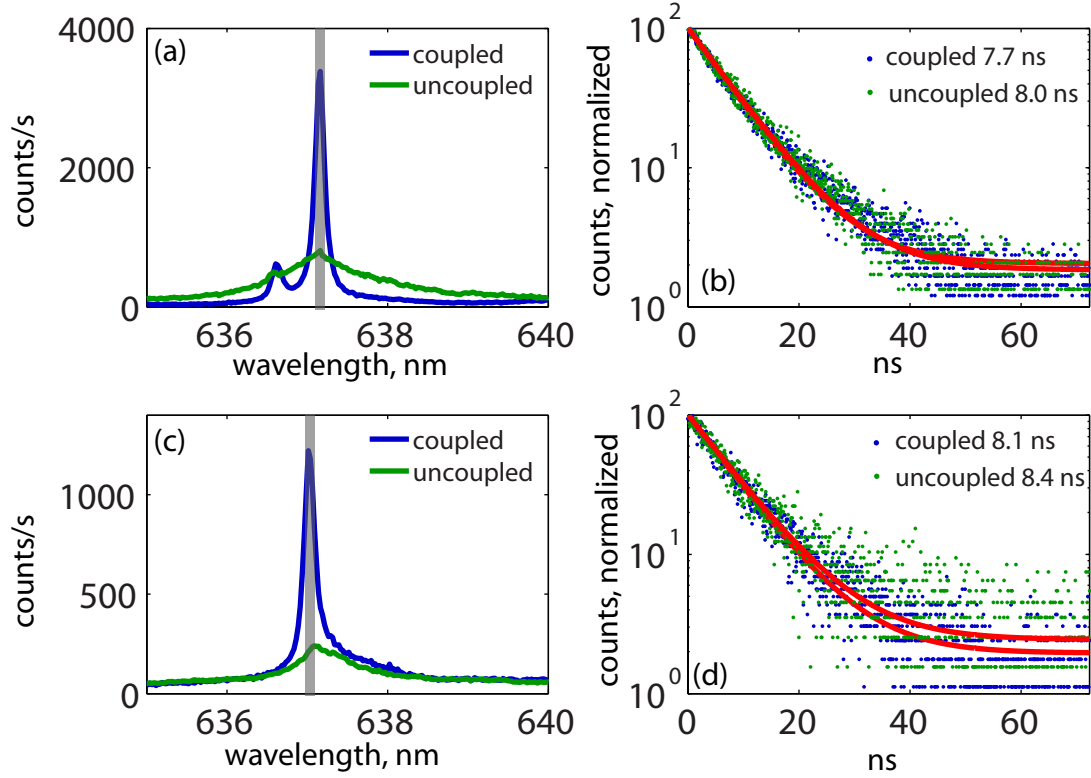 (a)
coupled
uncoupled
4000
2000
0
counts/s
636 638 640
wavelength, nm
(b)
coupled 7.7 ns
uncoupled 8.0 ns
10^2
10^1
10^0
counts, normalized
0 20 40 60
ns
(c)
coupled
uncoupled
1000
500
0
counts/s
636 638 640
wavelength, nm
(d)
coupled 8.1 ns
uncoupled 8.4 ns
10^2
10^1
10^0
counts, normalized
0 20 40 60
ns